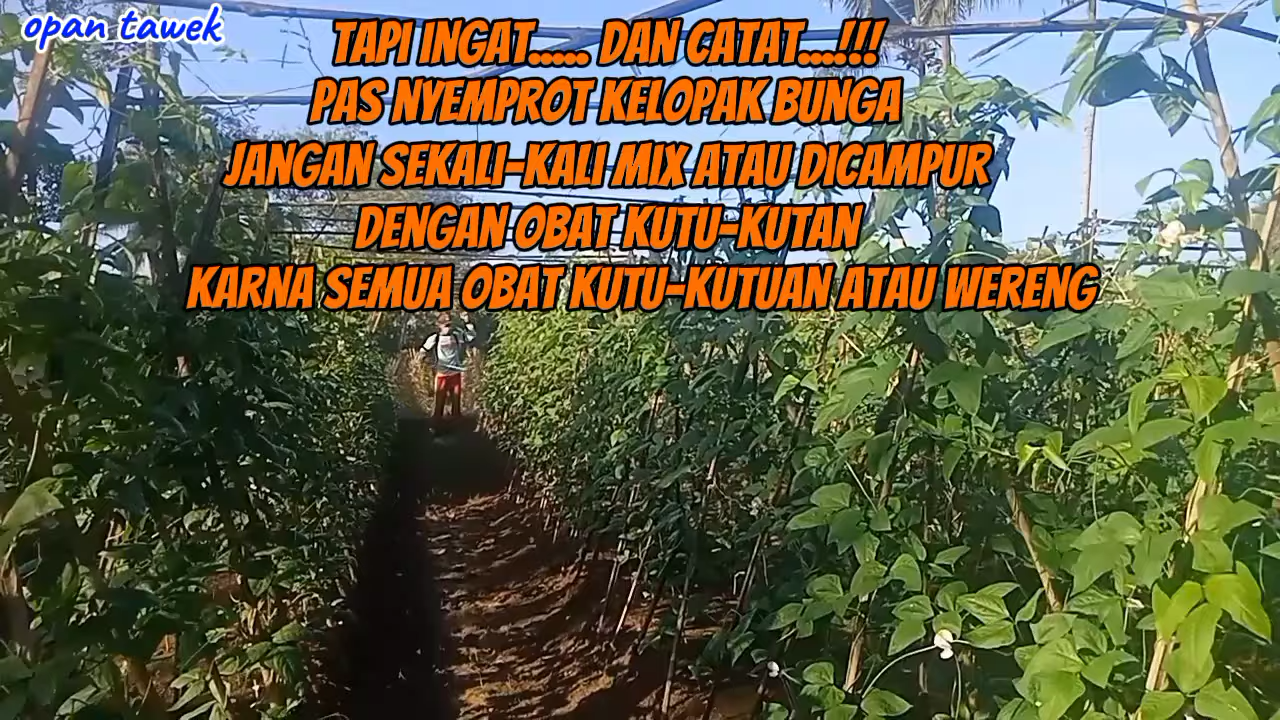 opan tawek
TAPI INGAT..... DAN CATAT....!!!
PAS NYEMPROT KELOPAK BUNGA
JANGAN SEKALI-KALI MIX ATAU DICAMPUR
DENGAN OBAT KUTU-KUTAN
KARNA SEMUA OBAT KUTU-KUTUAN ATAU WERENG